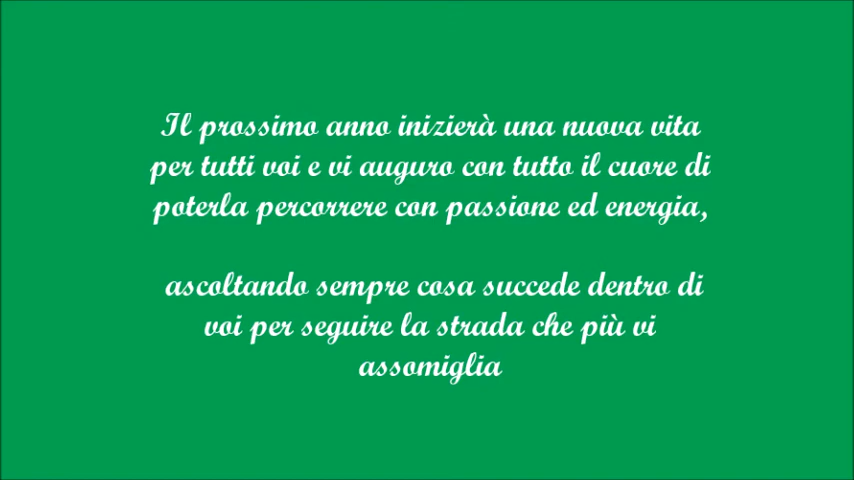 Il prossimo anno inizierà una nuova vita
per tutti voi e vi auguro con tutto il cuore di
poterla percorrere con passione ed energia,
ascoltando sempre cosa succede dentro di
voi per seguire la strada che più vi
assomiglia